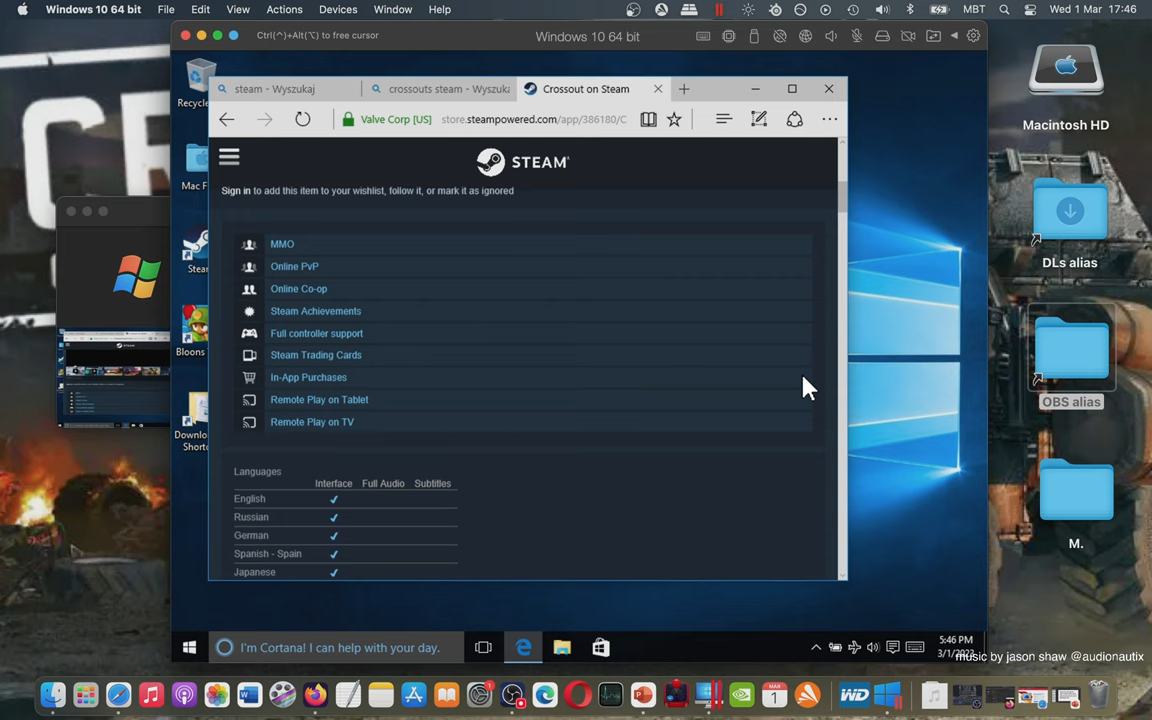 Windows 10 64 bit File Edit View Actions Devices Window Help MBT Wed 1 Mar 17:46
Ctrl(^)+Alt(⌥) to free cursor Windows 10 64 bit
steam - Wyszukaj crossouts steam - Wyszuka Crossout on Steam
Valve Corp [US] store.steampowered.com/app/386180/C
STEAM
Sign in to add this item to your wishlist, follow it, or mark it as ignored
MMO
Online PvP
Online Co-op
Steam Achievements
Full controller support
Steam Trading Cards
In-App Purchases
Remote Play on Tablet
Remote Play on TV
Languages
Interface Full Audio Subtitles
English
Russian
German
Spanish - Spain
Japanese
Recycle
Mac F
Stear
Bloons
Downlo
Shortc
Macintosh HD
DLs alias
OBS alias
M.
I'm Cortana! I can help with your day.
5:46 PM
music by jason shaw @audionautix